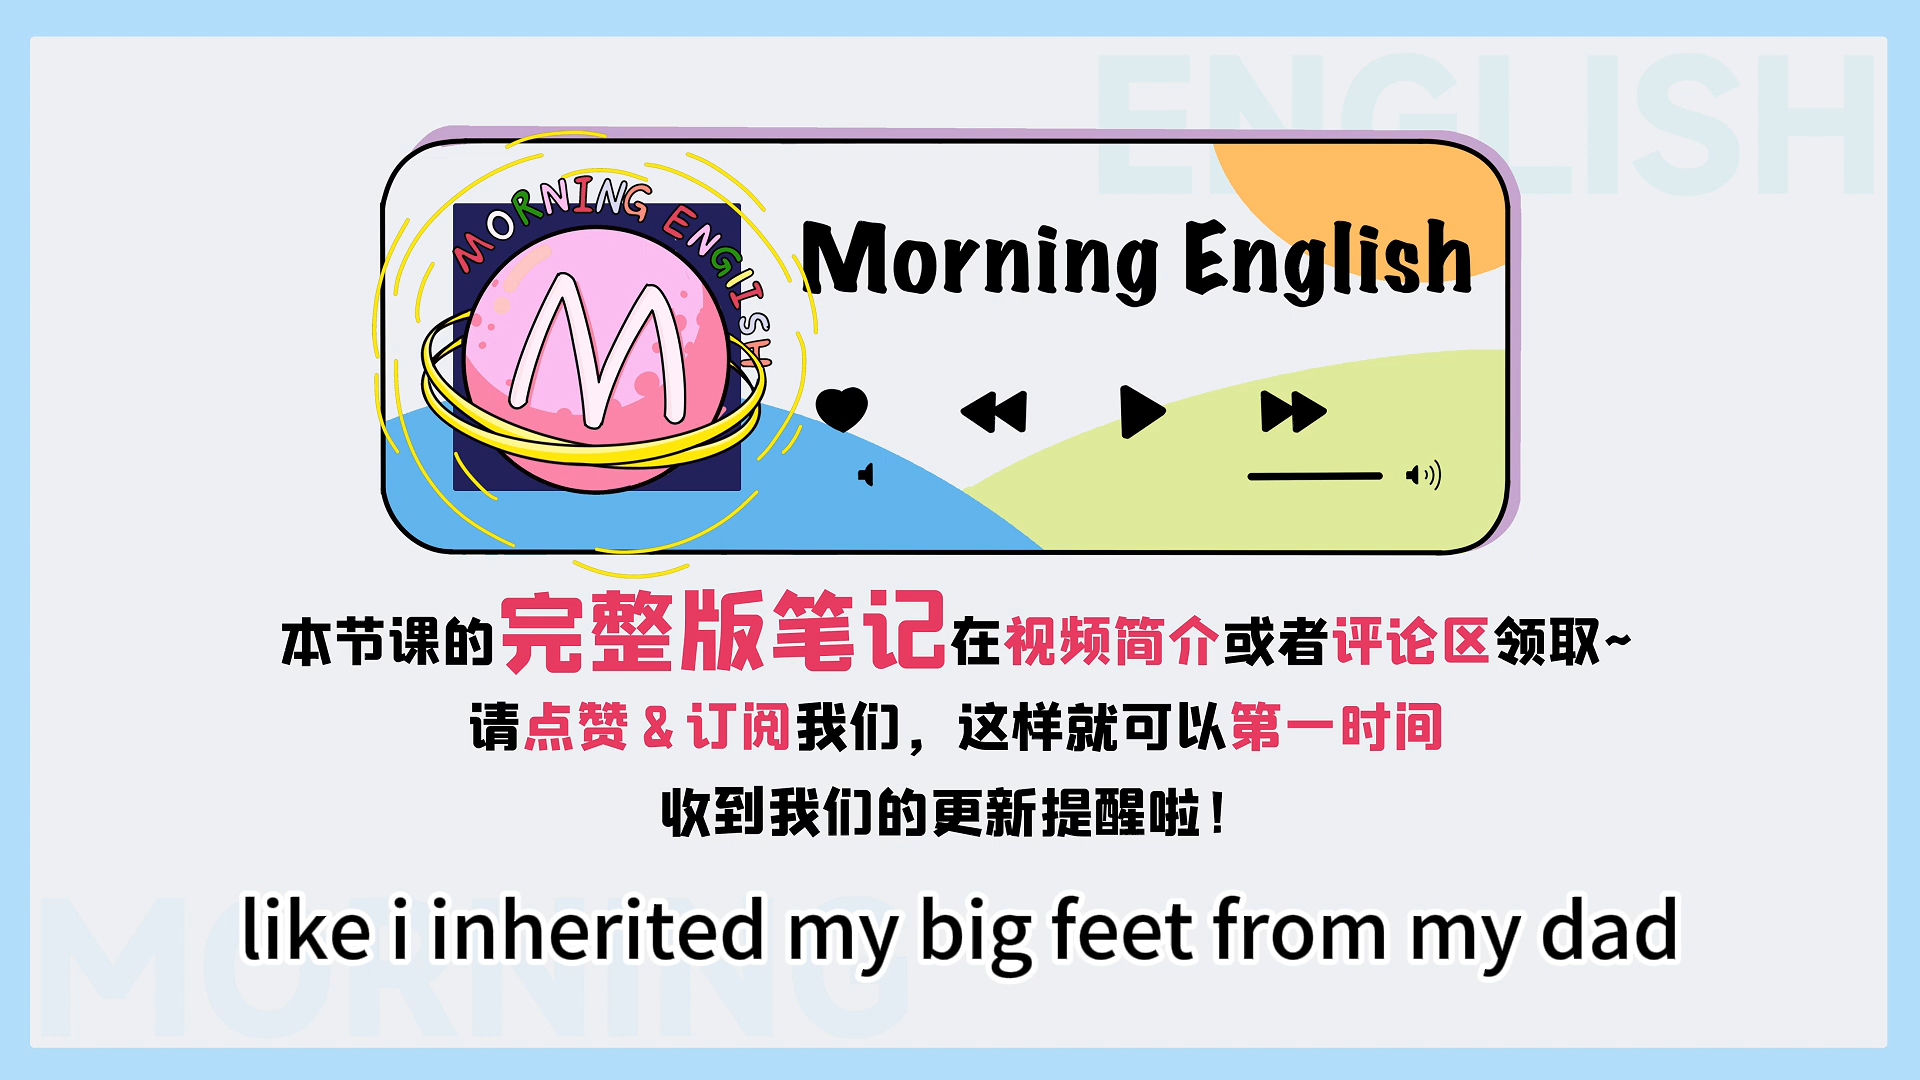 ENGLISH
MORNING ENGLISH
M
Morning English
本节课的完整版笔记在视频简介或者评论区领取~
请点赞&订阅我们，这样就可以第一时间
收到我们的更新提醒啦！
MORNING
like i inherited my big feet from my dad